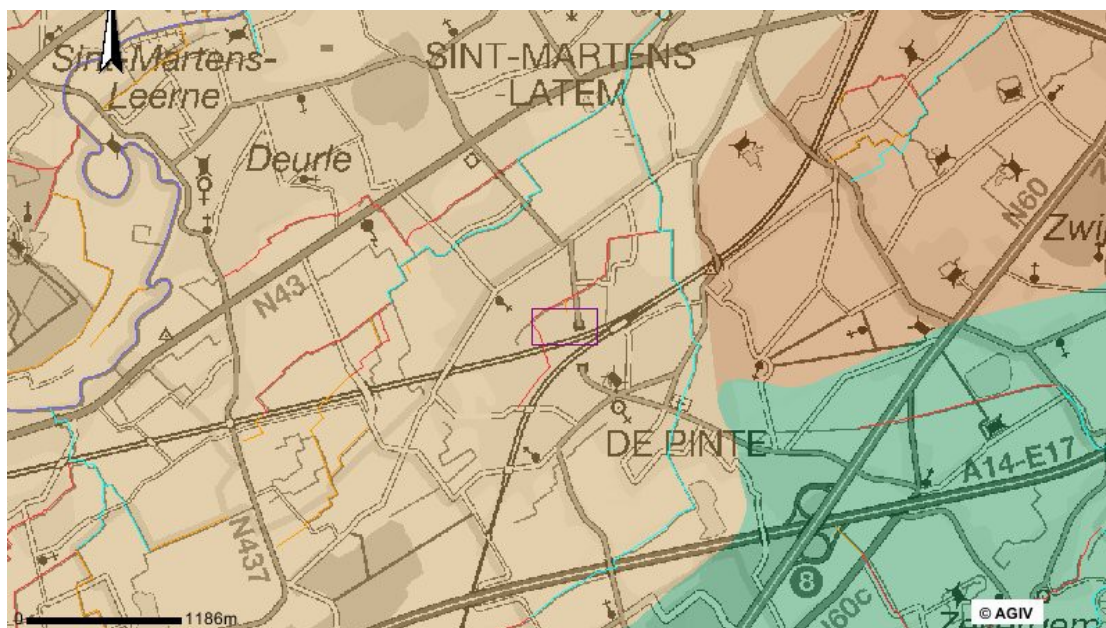 Sint-Martens-
Leerne
SINT-MARTENS
-LATEM
Deurle
N60
N43
DE PINTE
A14-E17
N437
8
N60c
0
1186m
© AGIV